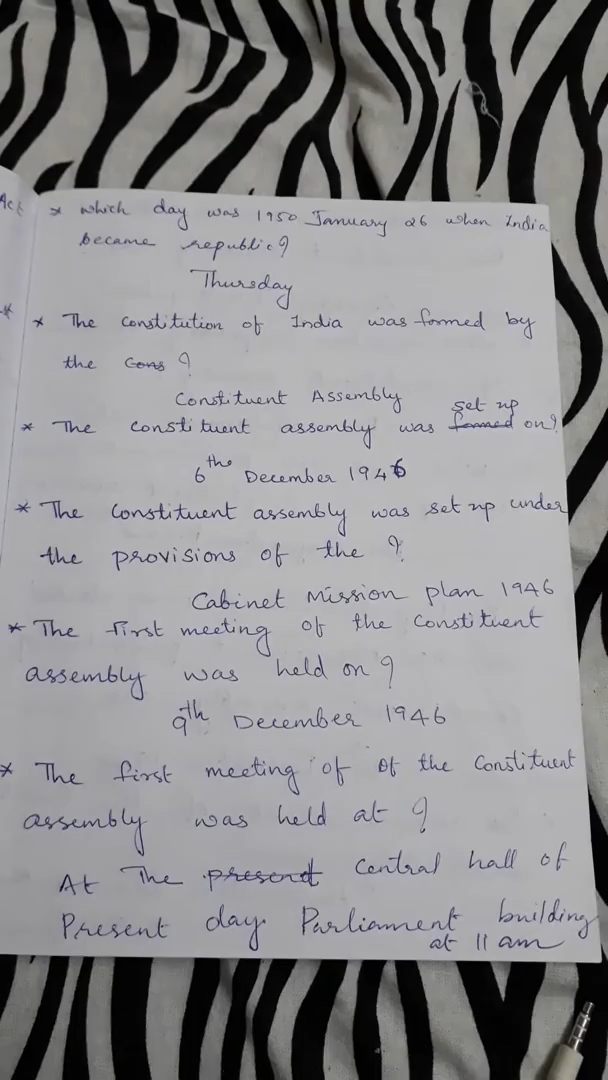 Act
* Which day was 1950 January 26 when India
became republic?
Thursday
*
* The constitution of India was formed by
the Cons ?
Constituent Assembly
set up
* The constituent assembly was formed on?
6the December 1946
* The constituent assembly was set up under
the provisions of the ?
Cabinet Mission plan 1946
* The first meeting of the constituent
assembly was held on ?
9th December 1946
* The first meeting of of the constituent
assembly was held at ?
At The present central hall of
Present day Parliament building
at 11 am